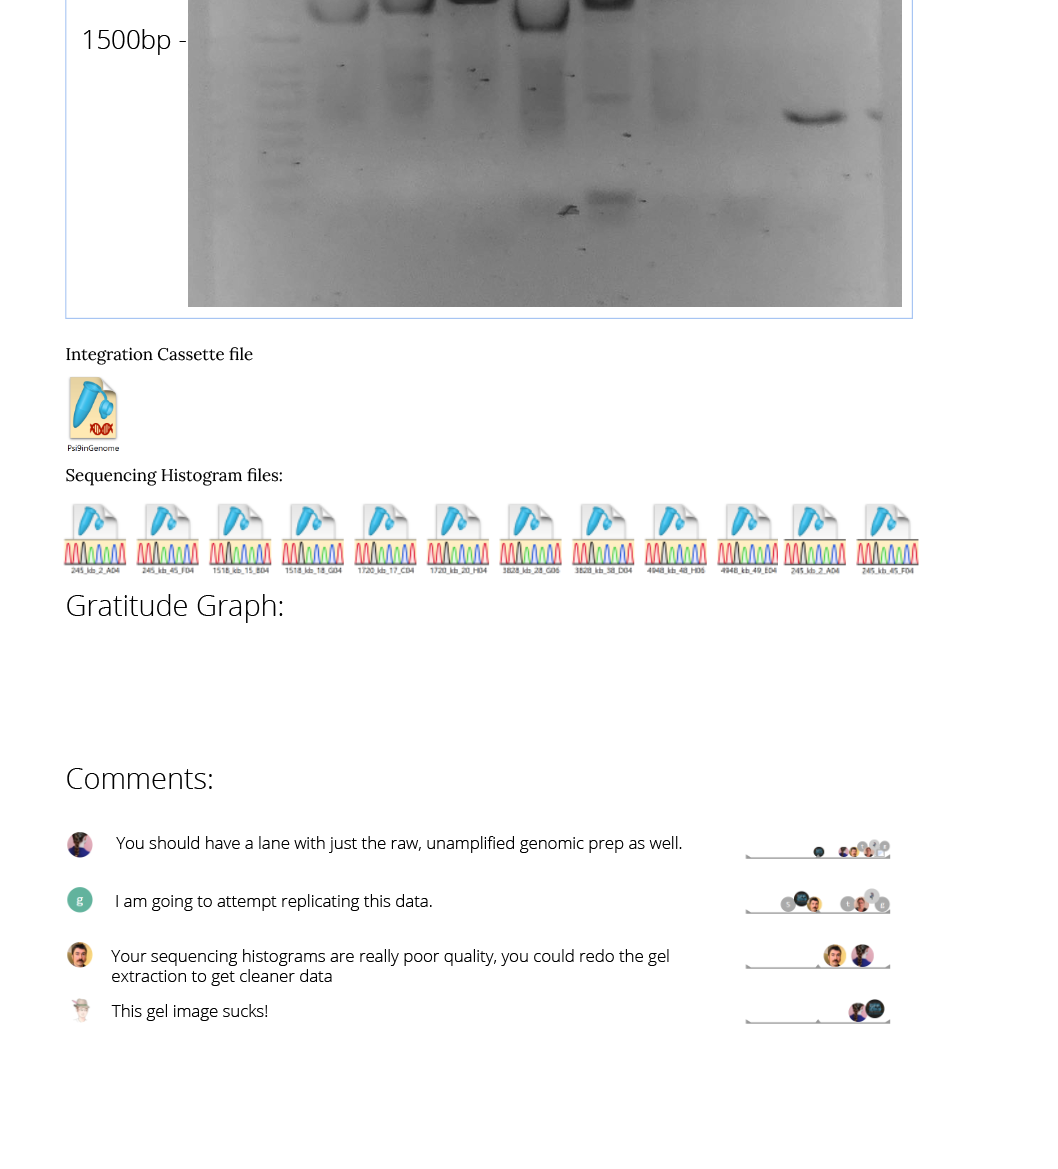 1500bp -
Integration Cassette file
Psi9inGenome
Sequencing Histogram files:
245_kb_2_A04 245_kb_45_F04 1518_kb_15_B04 1518_kb_18_G04 1720_kb_17_C04 1720_kb_20_H04 3828_kb_28_G06 3828_kb_38_D04 4948_kb_48_H06 4948_kb_49_E04 245_kb_2_A04 245_kb_45_F04
Gratitude Graph:
Comments:
You should have a lane with just the raw, unamplified genomic prep as well.
g I am going to attempt replicating this data.
Your sequencing histograms are really poor quality, you could redo the gel
extraction to get cleaner data
This gel image sucks!